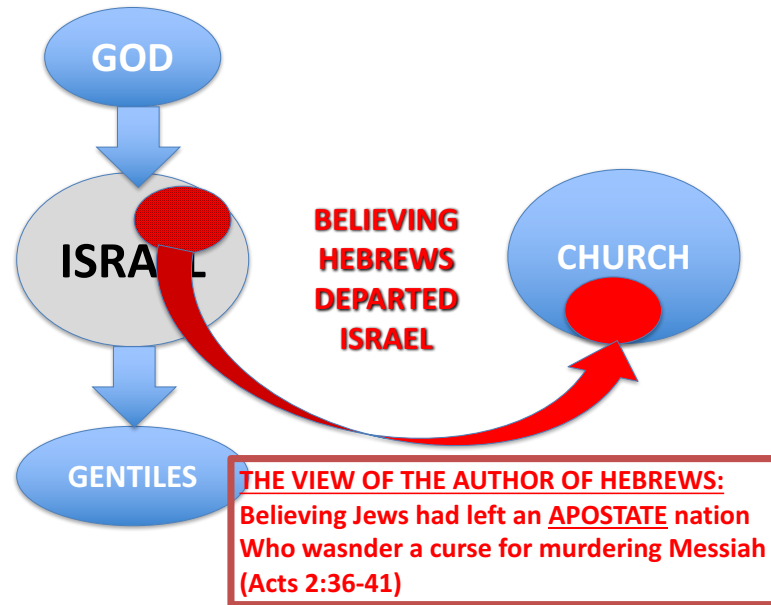 GOD
ISRAEL
BELIEVING
HEBREWS
DEPARTED
ISRAEL
CHURCH
GENTILES
THE VIEW OF THE AUTHOR OF HEBREWS:
Believing Jews had left an APOSTATE nation
Who wasnder a curse for murdering Messiah
(Acts 2:36-41)